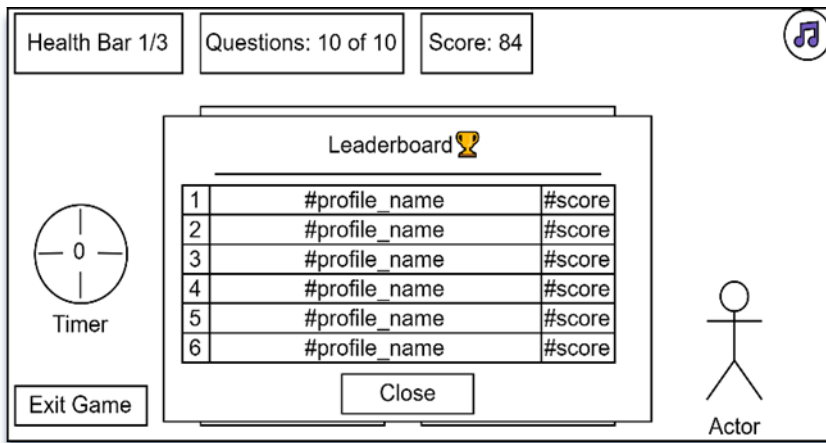 Health Bar 1/3
Questions: 10 of 10
Score: 84
Leaderboard🏆
1 #profile_name #score
2 #profile_name #score
3 #profile_name #score
4 #profile_name #score
5 #profile_name #score
6 #profile_name #score
0
Timer
Close
Exit Game
Actor